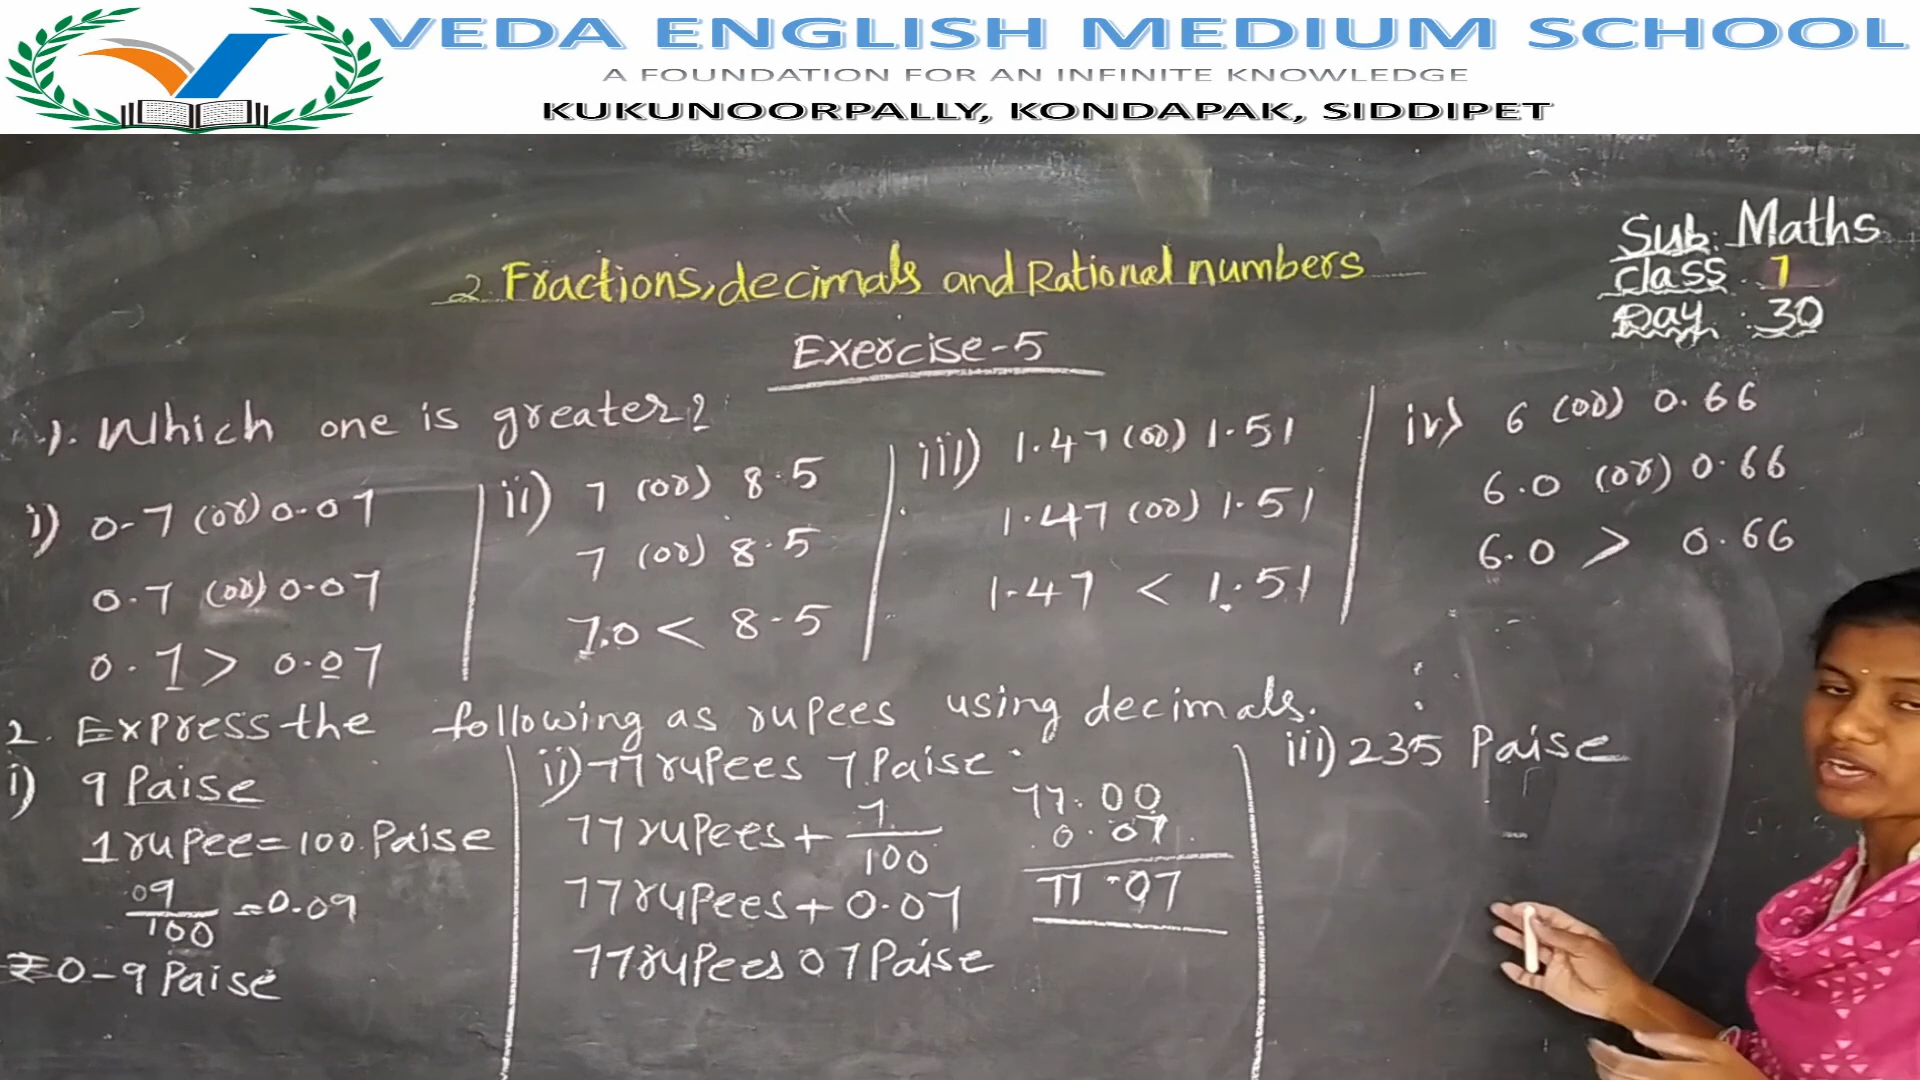 VEDA ENGLISH MEDIUM SCHOOL
A FOUNDATION FOR AN INFINITE KNOWLEDGE
KUKUNOORPALLY, KONDAPAK, SIDDIPET
Sub: Maths
Class: 7
Day: 30
2. Fractions, decimals and Rational numbers
Exercise-5
1. Which one is greater?
i) 0.7 (or) 0.07
0.7 (or) 0.07
0.7 > 0.07
ii) 7 (or) 8.5
7 (or) 8.5
7.0 < 8.5
iii) 1.47 (or) 1.51
1.47 (or) 1.51
1.47 < 1.51
iv) 6 (or) 0.66
6.0 (or) 0.66
6.0 > 0.66
2. Express the following as rupees using decimals.
i) 9 Paise
1 rupee = 100 Paise
09
100
=0.09
₹ 0-9 Paise
ii) 77 rupees 7 Paise
77 rupees + 7
100
77 rupees + 0.07
77 rupees 07 Paise
77.00
0.07
77.07
iii) 235 Paise